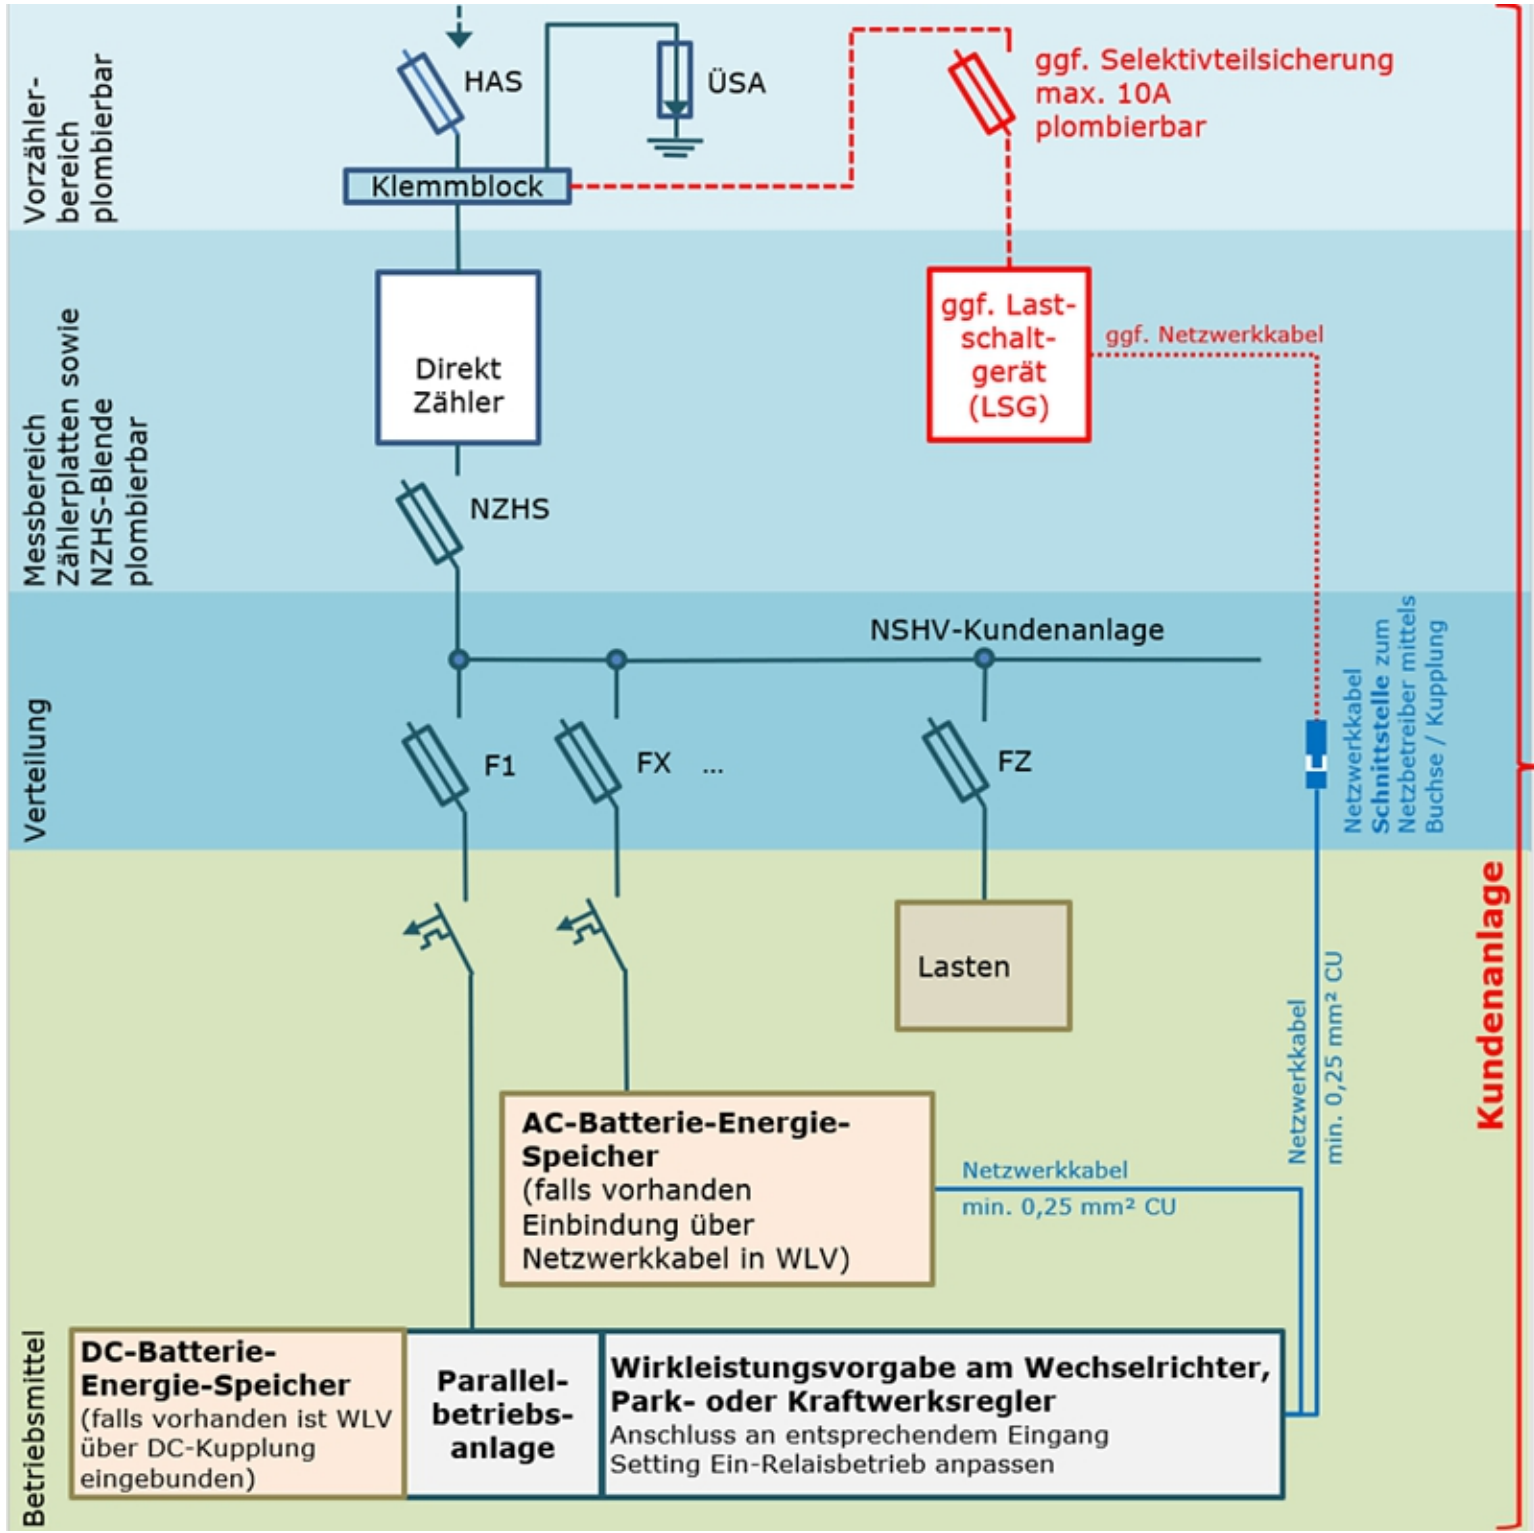 Vorzähler-
bereich
plombierbar
HAS
ÜSA
ggf. Selektivteilsicherung
max. 10A
plombierbar
Klemmblock
Messbereich
Zählerplatten sowie
NZHS-Blende
plombierbar
Direkt
Zähler
ggf. Last-
schalt-
gerät
(LSG)
ggf. Netzwerkkabel
NZHS
Verteilung
NSHV-Kundenanlage
F1
FX ...
FZ
Netzwerkkabel
Schnittstelle zum
Netzbetreiber mittels
Buchse / Kupplung
Kundenanlage
Betriebsmittel
Lasten
Netzwerkkabel
min. 0,25 mm² CU
AC-Batterie-Energie-
Speicher
(falls vorhanden
Einbindung über
Netzwerkkabel in WLV)
Netzwerkkabel
min. 0,25 mm² CU
DC-Batterie-
Energie-Speicher
(falls vorhanden ist WLV
über DC-Kupplung
eingebunden)
Parallel-
betriebs-
anlage
Wirkleistungsvorgabe am Wechselrichter,
Park- oder Kraftwerksregler
Anschluss an entsprechendem Eingang
Setting Ein-Relaisbetrieb anpassen